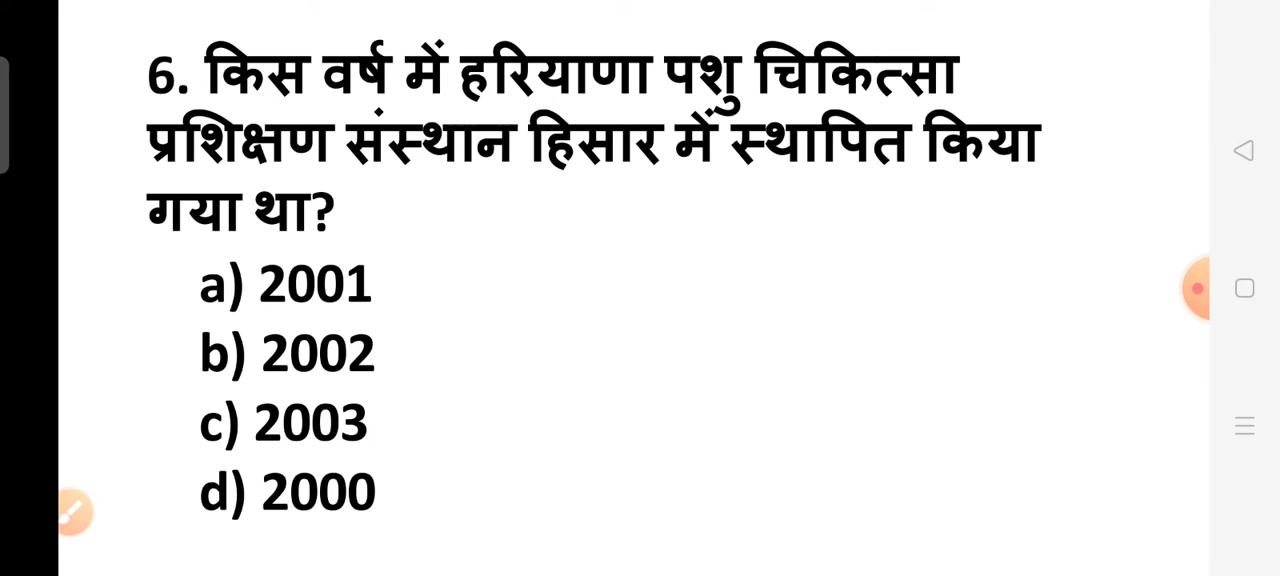 6. किस वर्ष में हरियाणा पशु चिकित्सा
प्रशिक्षण संस्थान हिसार में स्थापित किया
गया था?
a) 2001
b) 2002
c) 2003
d) 2000